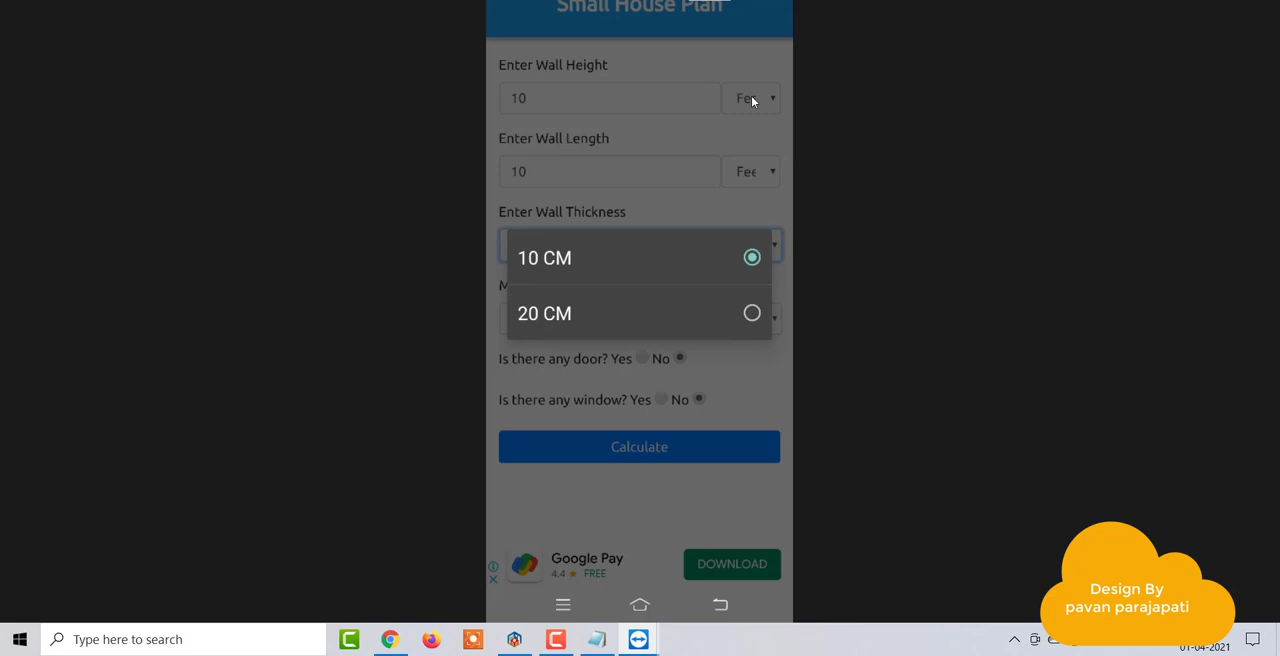 Small House Plan
Enter Wall Height
10
Fee
Enter Wall Length
10
Fee
Enter Wall Thickness
10 CM
20 CM
Is there any door? Yes No
Is there any window? Yes No
Calculate
Google Pay
4.4 ★ FREE
DOWNLOAD
Design By
pavan parajapati
Type here to search
01-04-2021